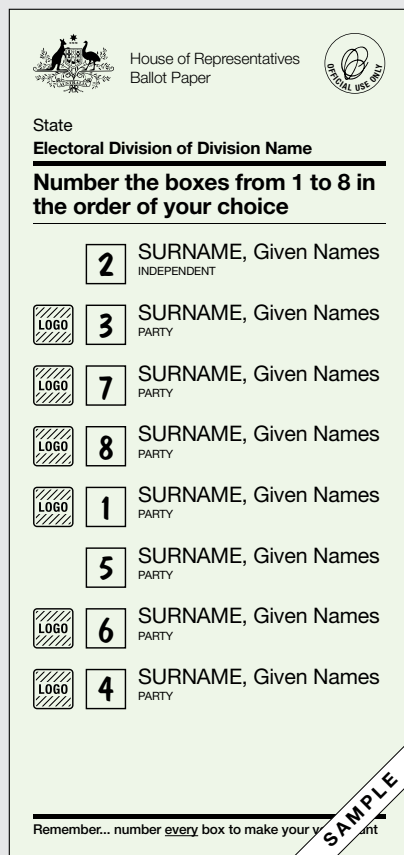 House of Representatives
Ballot Paper
OFFICIAL USE ONLY
State
Electoral Division of Division Name
Number the boxes from 1 to 8 in
the order of your choice
2 SURNAME, Given Names
INDEPENDENT
LOGO 3 SURNAME, Given Names
PARTY
LOGO 7 SURNAME, Given Names
PARTY
LOGO 8 SURNAME, Given Names
PARTY
LOGO 1 SURNAME, Given Names
PARTY
5 SURNAME, Given Names
PARTY
LOGO 6 SURNAME, Given Names
PARTY
LOGO 4 SURNAME, Given Names
PARTY
SAMPLE
Remember... number every box to make your